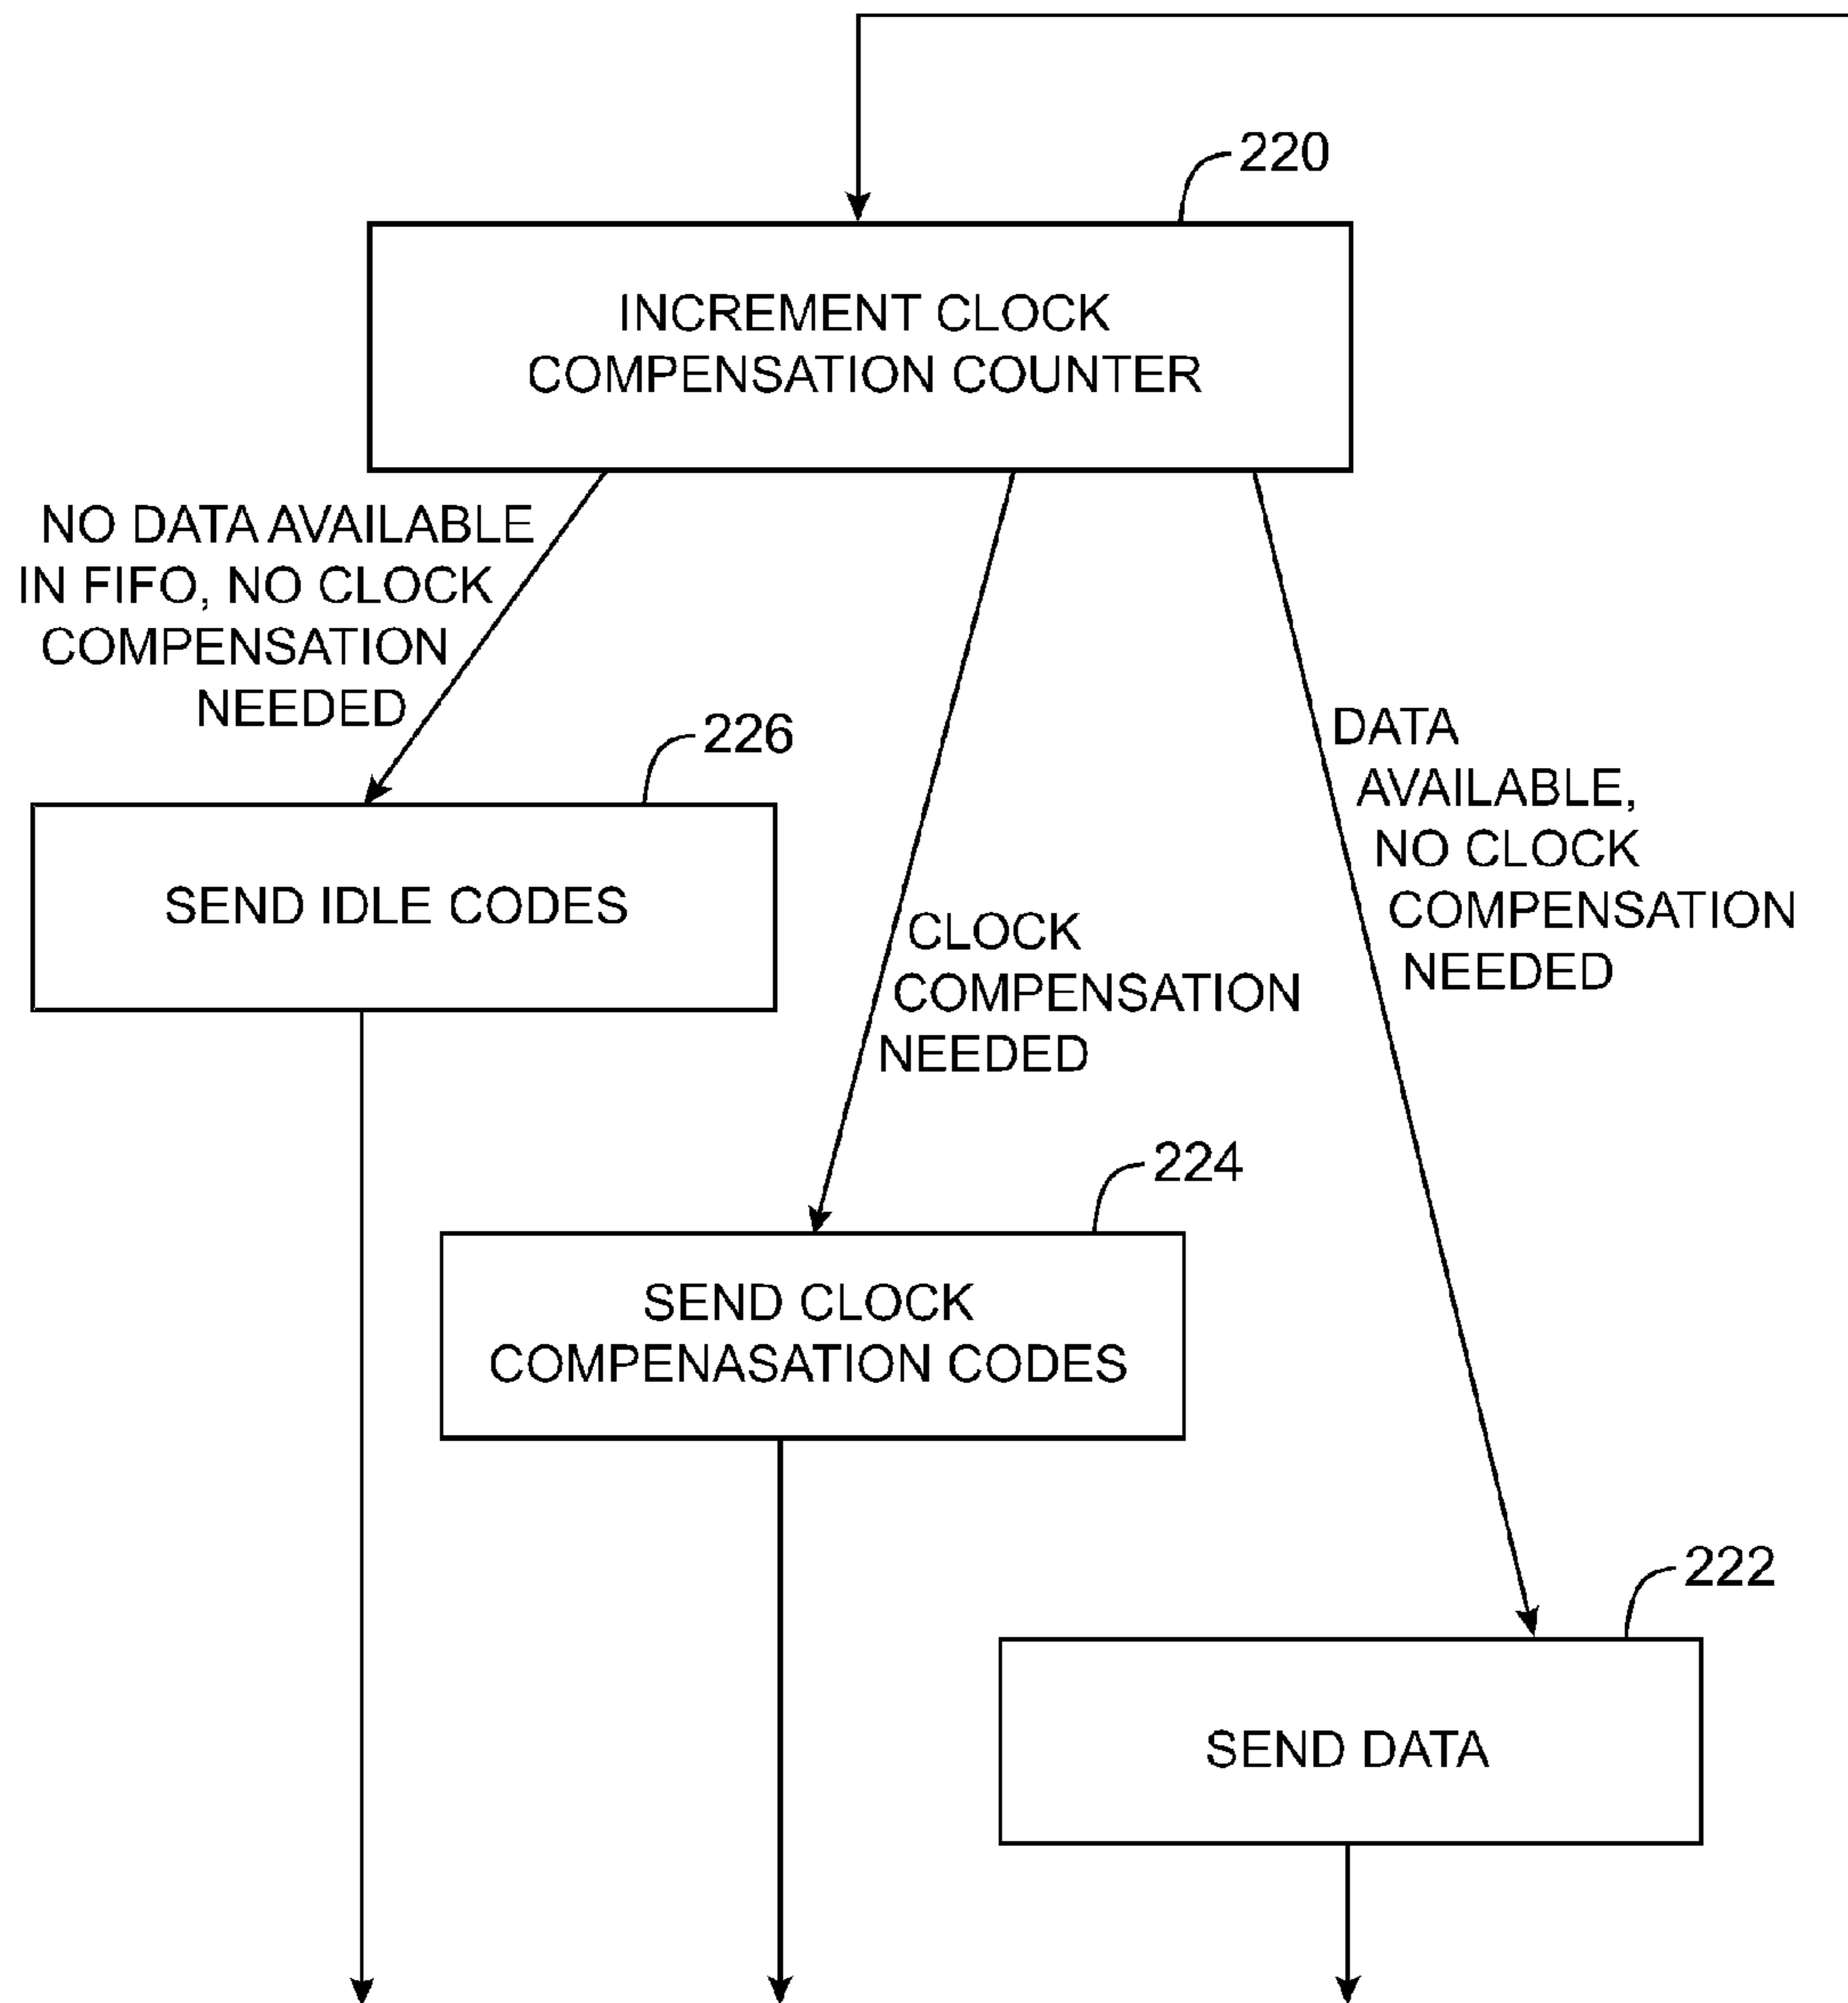 220
INCREMENT CLOCK
COMPENSATION COUNTER
NO DATA AVAILABLE
IN FIFO, NO CLOCK
COMPENSATION
NEEDED
226
SEND IDLE CODES
CLOCK
COMPENSATION
NEEDED
DATA
AVAILABLE,
NO CLOCK
COMPENSATION
NEEDED
224
SEND CLOCK
COMPENASATION CODES
222
SEND DATA